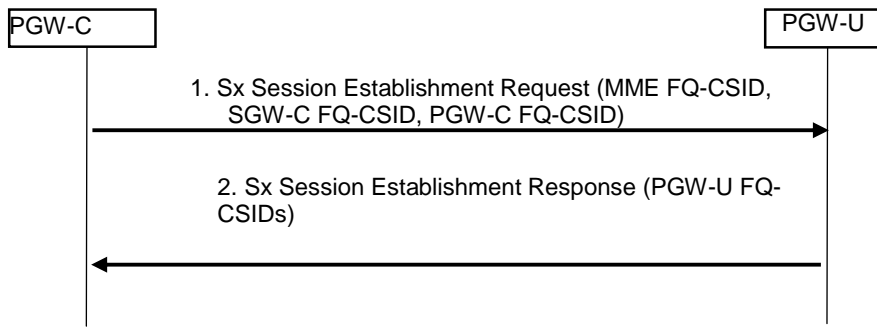 PGW-C
PGW-U
1. Sx Session Establishment Request (MME FQ-CSID,
SGW-C FQ-CSID, PGW-C FQ-CSID)
2. Sx Session Establishment Response (PGW-U FQ-
CSIDs)